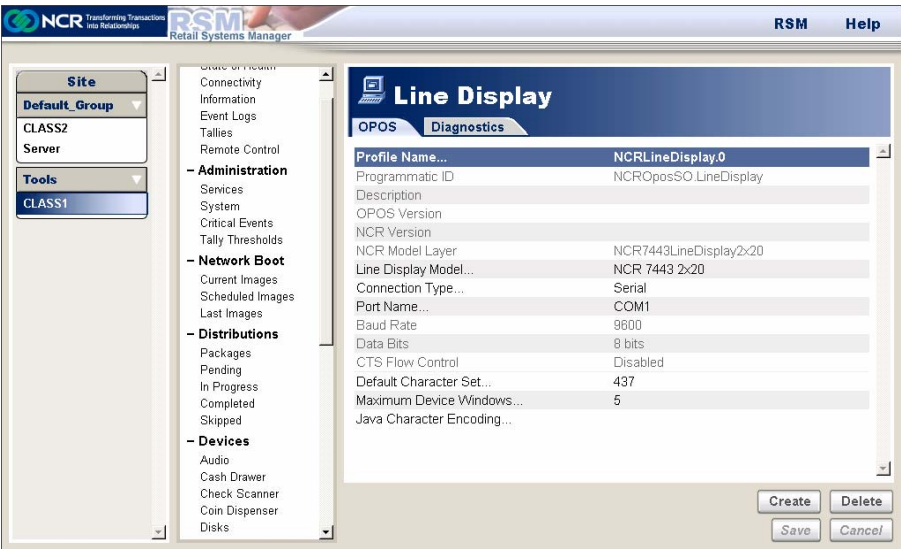 NCR Transforming Transactions into Relationships
RSM
Retail Systems Manager
RSM Help
Site
Default_Group
CLASS2
Server
Tools
CLASS1
State of Health
Connectivity
Information
Event Logs
Tallies
Remote Control
– Administration
Services
System
Critical Events
Tally Thresholds
– Network Boot
Current Images
Scheduled Images
Last Images
– Distributions
Packages
Pending
In Progress
Completed
Skipped
– Devices
Audio
Cash Drawer
Check Scanner
Coin Dispenser
Disks
Line Display
OPOS Diagnostics
Profile Name... NCRLineDisplay.0
Programmatic ID NCROposSO.LineDisplay
Description
OPOS Version
NCR Version
NCR Model Layer NCR7443LineDisplay2x20
Line Display Model... NCR 7443 2x20
Connection Type... Serial
Port Name... COM1
Baud Rate 9600
Data Bits 8 bits
CTS Flow Control Disabled
Default Character Set... 437
Maximum Device Windows... 5
Java Character Encoding...
Create Delete
Save Cancel